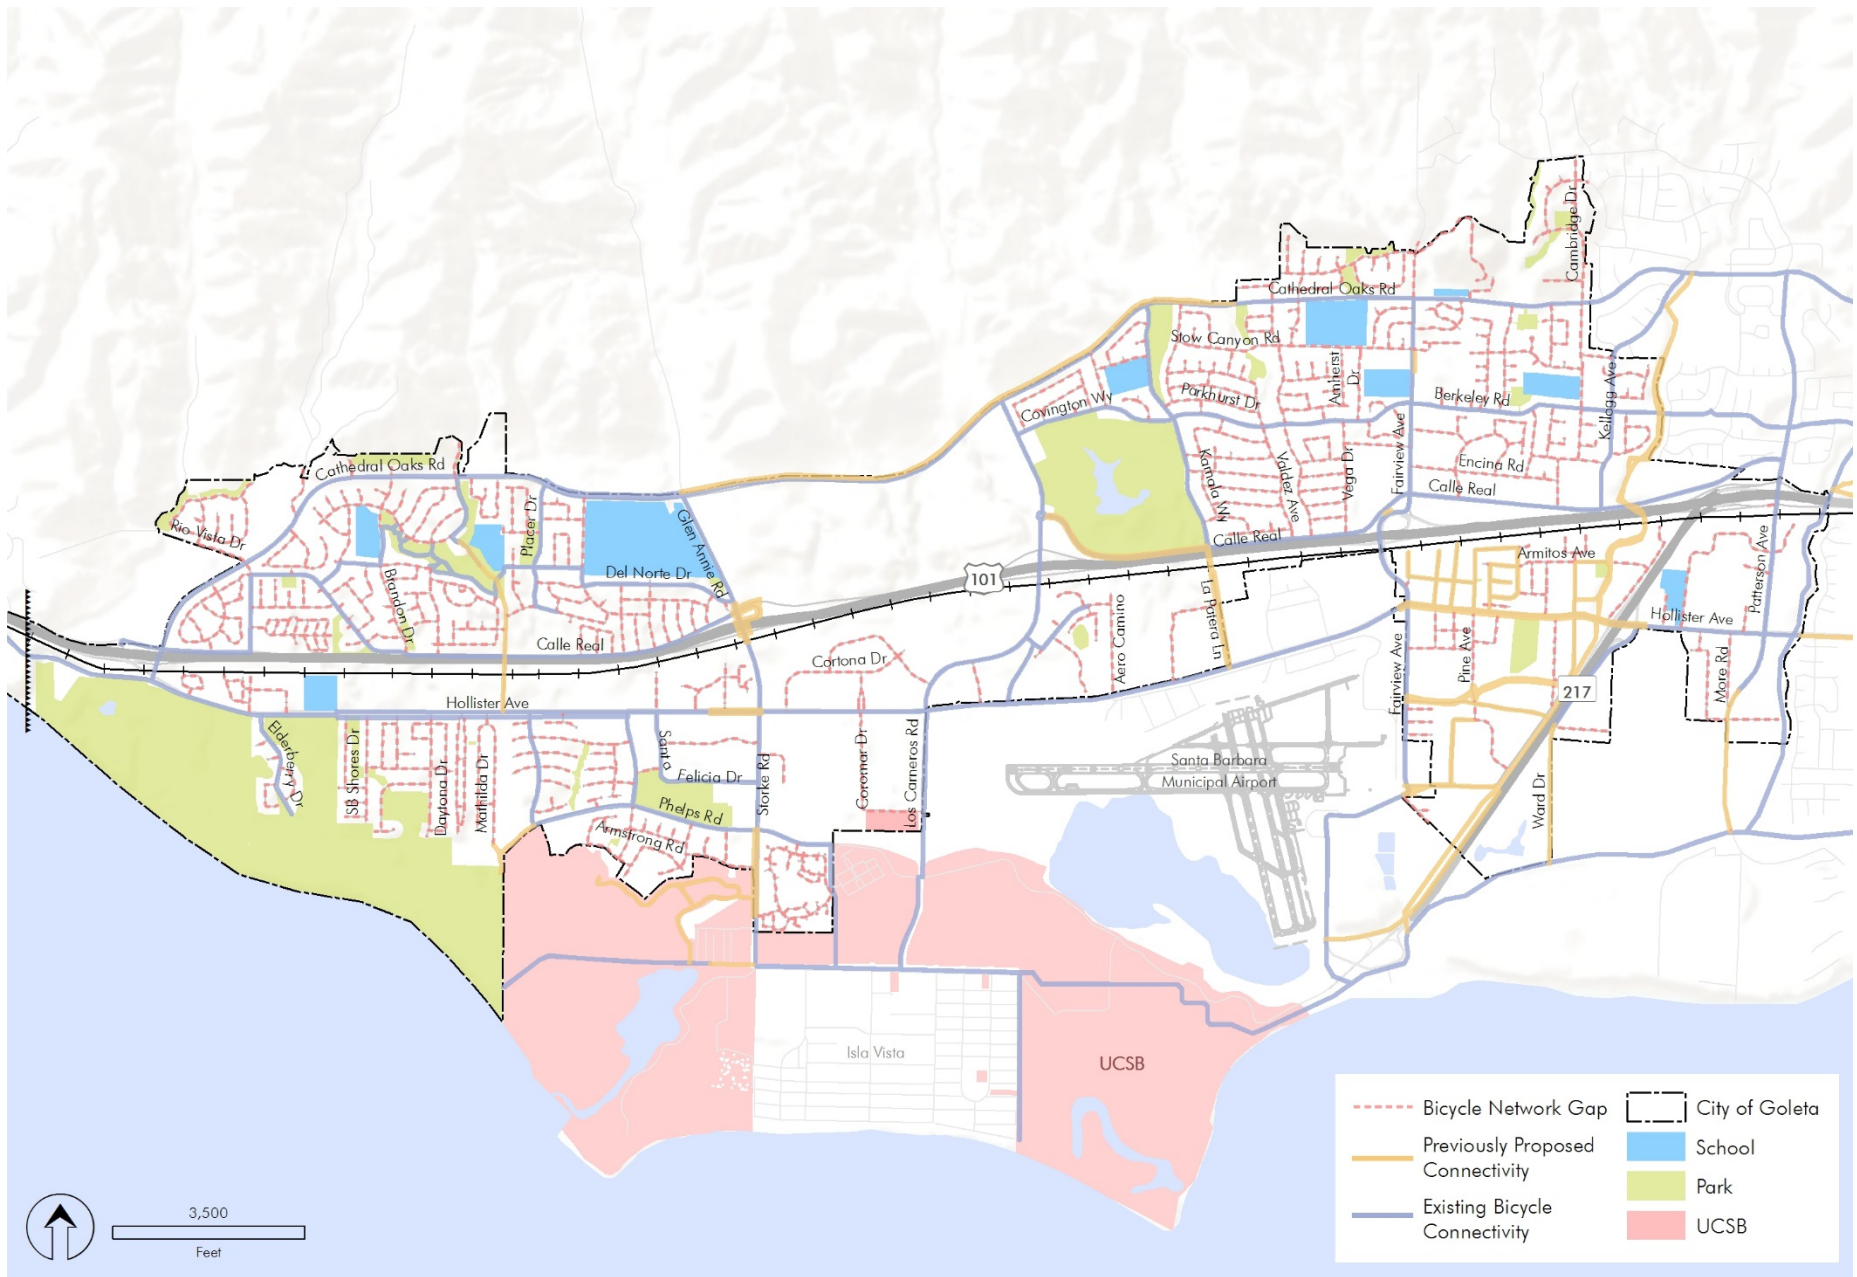 Cambridge Dr
Cathedral Oaks Rd
Stow Canyon Rd
Amherst
Dr
Parkhurst Dr
Covington Wy
Berkeley Rd
Kellogg Ave
Fairview Ave
Encina Rd
Calle Real
Kamala Wy
Valdez Ave
Vega Dr
Calle Real
Cathedral Oaks Rd
Rio Vista Dr
Placer Dr
Glen Annie Rd
Del Norte Dr
Brandon Dr
Calle Real
101
Armitos Ave
Patterson Ave
Hollister Ave
La Patera Ln
Aero Camino
Fairview Ave
Pine Ave
More Rd
217
Cortona Dr
Hollister Ave
Elderberry Dr
SB Shores Dr
Daytona Dr
Mathilda Dr
Santa
Felicia Dr
Storke Rd
Coromar Dr
Los Carneros Rd
Phelps Rd
Armstrong Rd
Santa Barbara
Municipal Airport
Ward Dr
Isla Vista
UCSB
Bicycle Network Gap
Previously Proposed
Connectivity
Existing Bicycle
Connectivity
City of Goleta
School
Park
UCSB
3,500
Feet